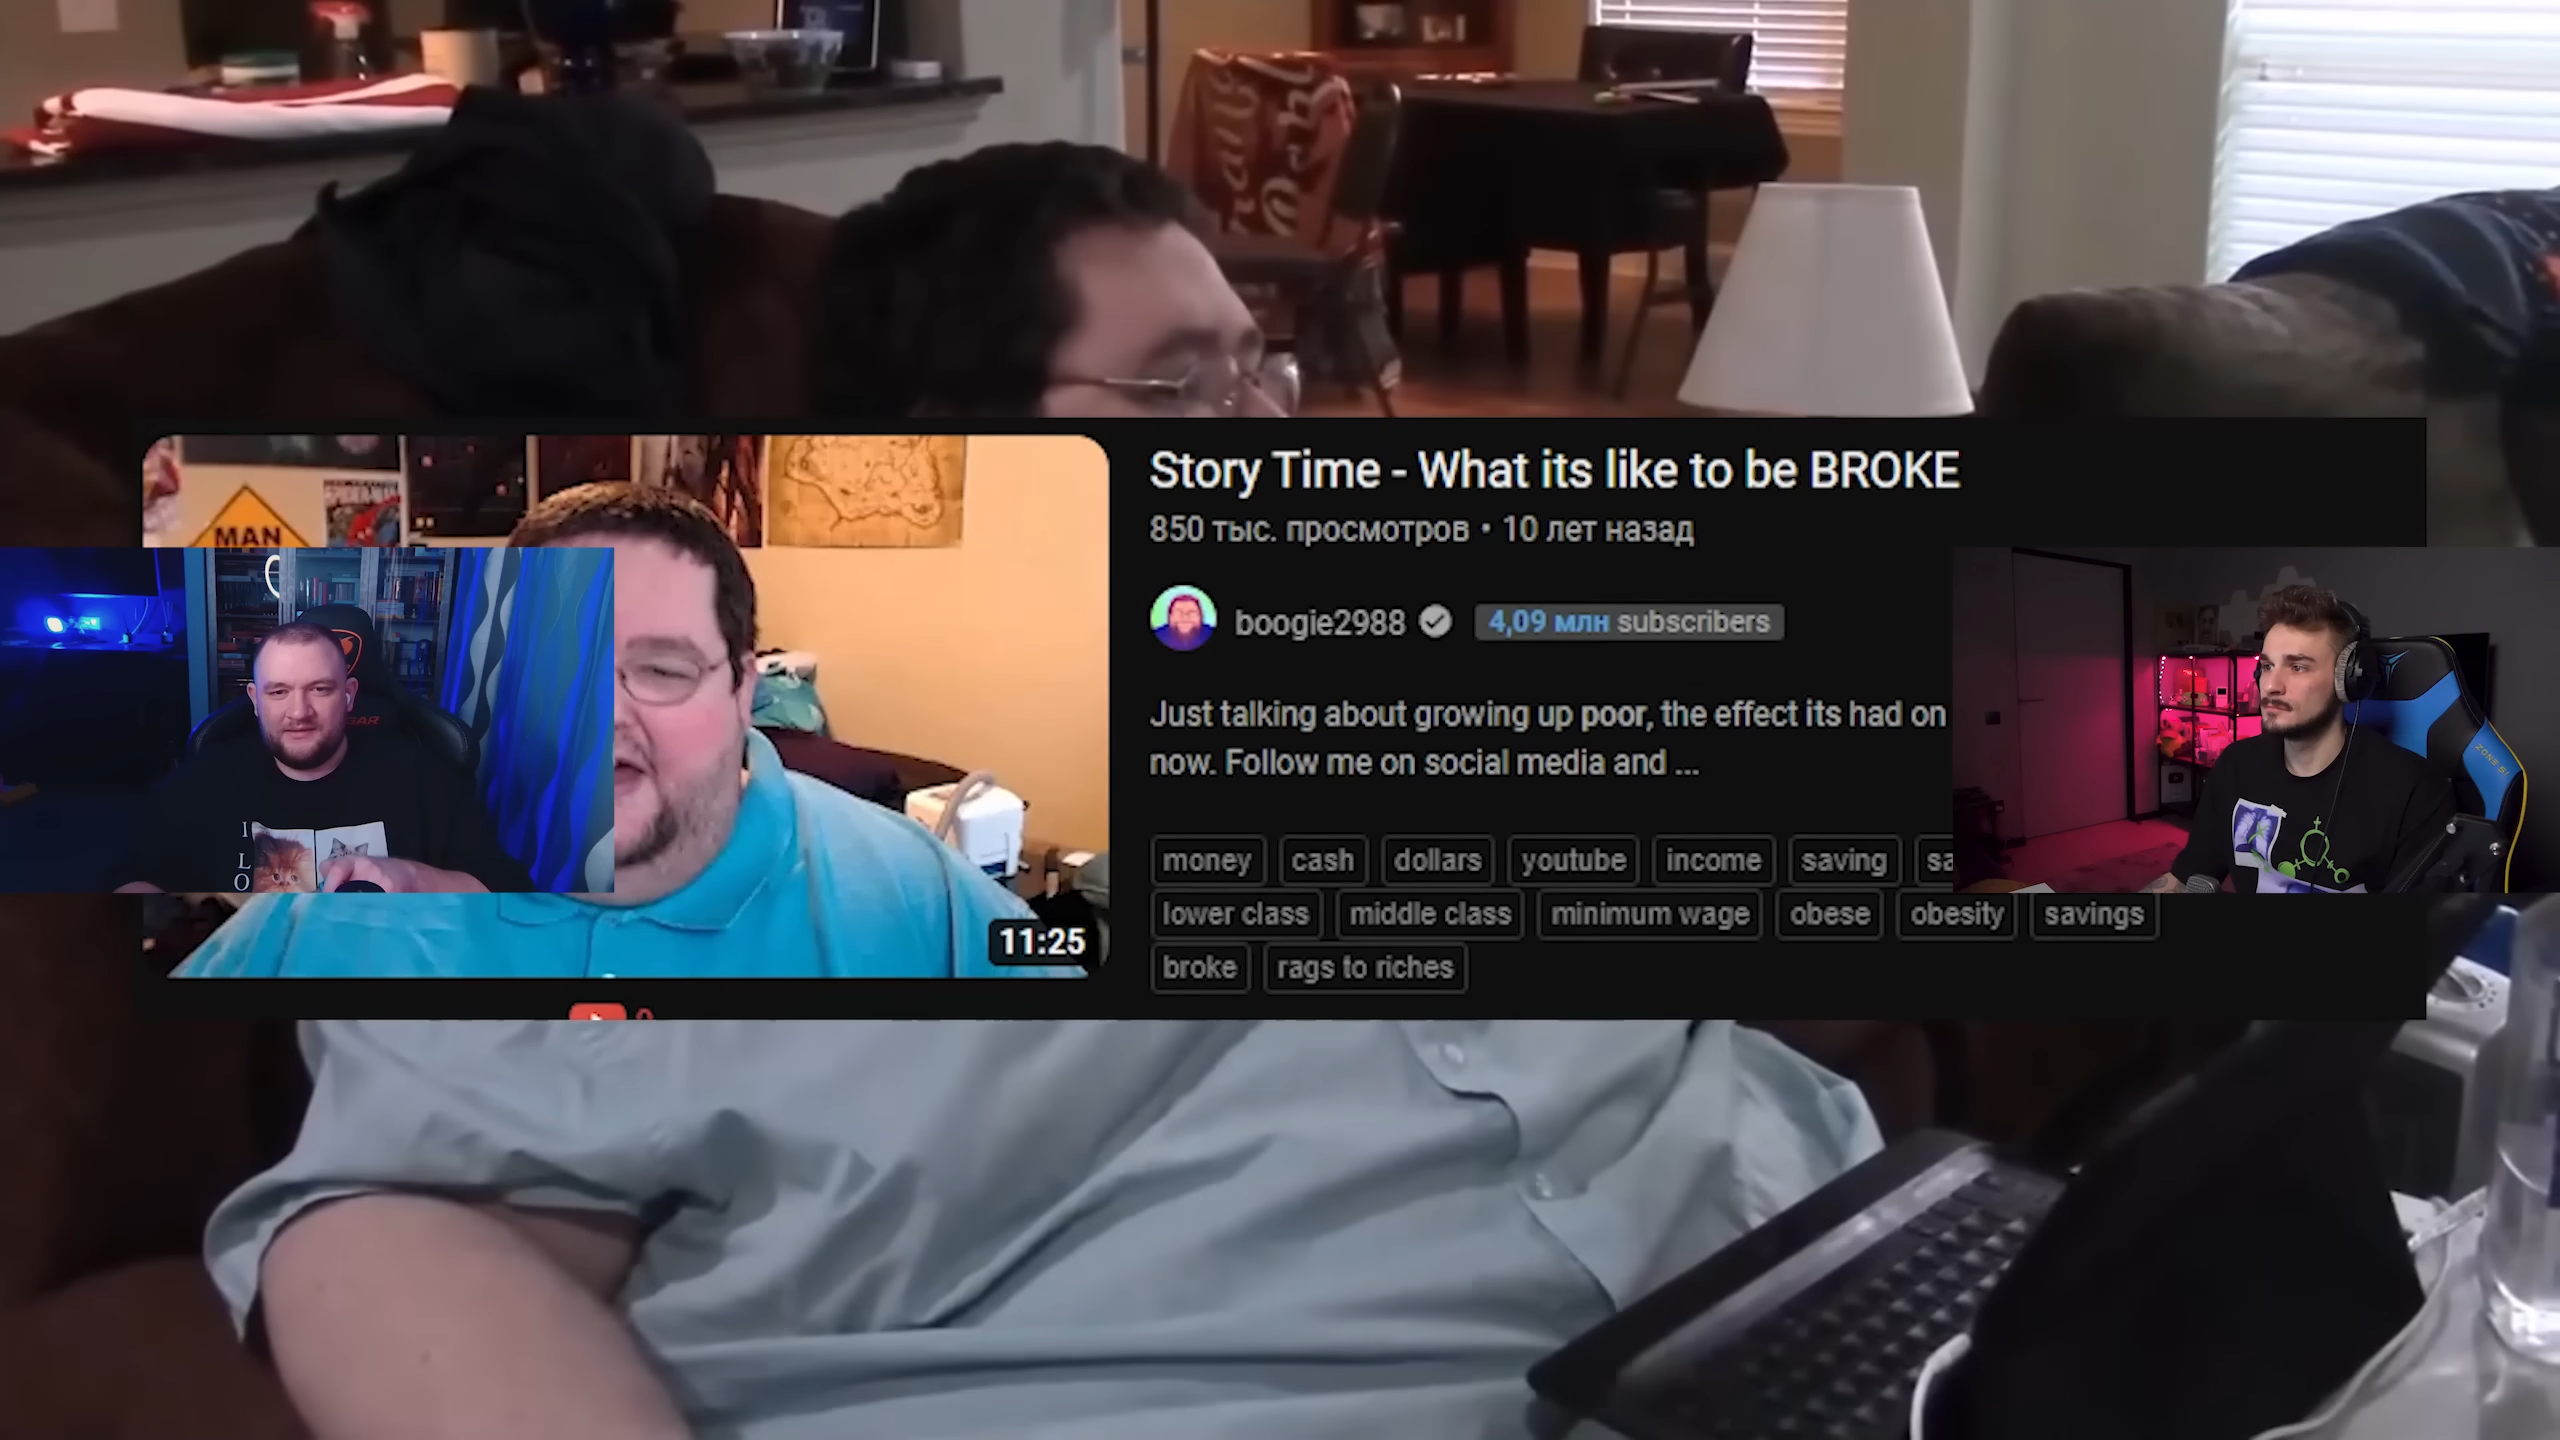 MAN
Story Time - What its like to be BROKE
850 тыс. просмотров • 10 лет назад
boogie2988
4,09 млн subscribers
Just talking about growing up poor, the effect its had on
now. Follow me on social media and ...
money cash dollars youtube income saving sa
lower class middle class minimum wage obese obesity savings
broke rags to riches
11:25
I
L
O